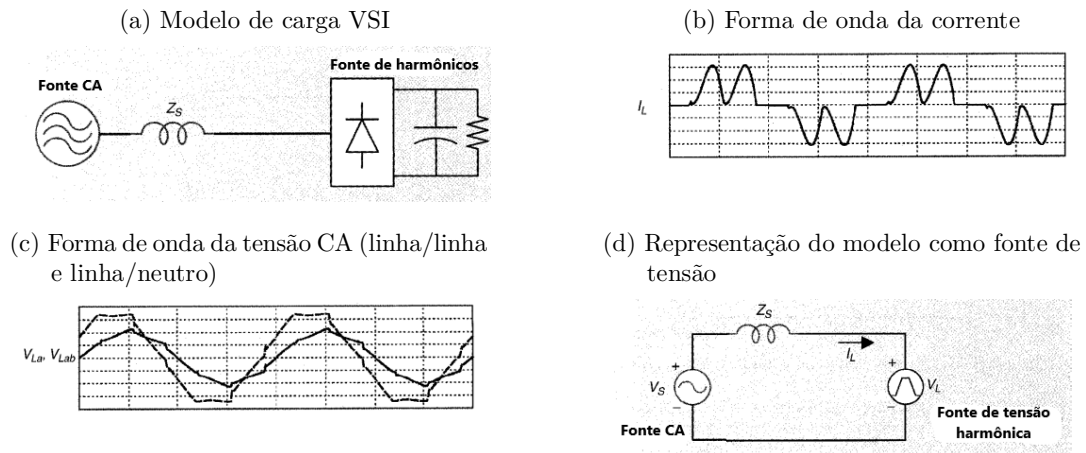 (a) Modelo de carga VSI
Fonte CA
Z_S
Fonte de harmônicos
(b) Forma de onda da corrente
I_L
(c) Forma de onda da tensão CA (linha/linha
e linha/neutro)
V_La, V_Lab
(d) Representação do modelo como fonte de
tensão
Z_S
I_L
+
+
V_S
V_L
−
−
Fonte CA
Fonte de tensão
harmônica